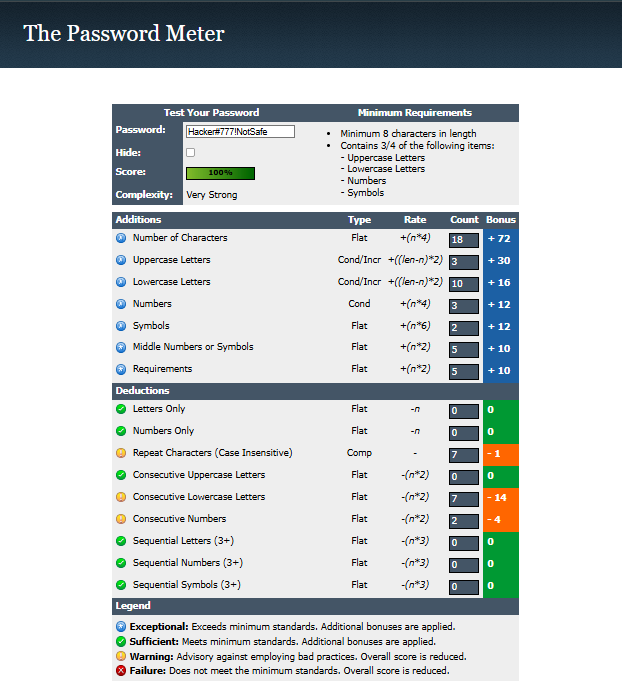 The Password Meter
Test Your Password
Minimum Requirements
Password: Hacker#777!NotSafe
Hide:
Score: 100%
Complexity: Very Strong
Minimum 8 characters in length
Contains 3/4 of the following items:
- Uppercase Letters
- Lowercase Letters
- Numbers
- Symbols
Additions Type Rate Count Bonus
Number of Characters Flat +(n*4) 18 + 72
Uppercase Letters Cond/Incr +((len-n)*2) 3 + 30
Lowercase Letters Cond/Incr +((len-n)*2) 10 + 16
Numbers Cond +(n*4) 3 + 12
Symbols Flat +(n*6) 2 + 12
Middle Numbers or Symbols Flat +(n*2) 5 + 10
Requirements Flat +(n*2) 5 + 10
Deductions
Letters Only Flat -n 0 0
Numbers Only Flat -n 0 0
Repeat Characters (Case Insensitive) Comp - 7 - 1
Consecutive Uppercase Letters Flat -(n*2) 0 0
Consecutive Lowercase Letters Flat -(n*2) 7 - 14
Consecutive Numbers Flat -(n*2) 2 - 4
Sequential Letters (3+) Flat -(n*3) 0 0
Sequential Numbers (3+) Flat -(n*3) 0 0
Sequential Symbols (3+) Flat -(n*3) 0 0
Legend
Exceptional: Exceeds minimum standards. Additional bonuses are applied.
Sufficient: Meets minimum standards. Additional bonuses are applied.
Warning: Advisory against employing bad practices. Overall score is reduced.
Failure: Does not meet the minimum standards. Overall score is reduced.